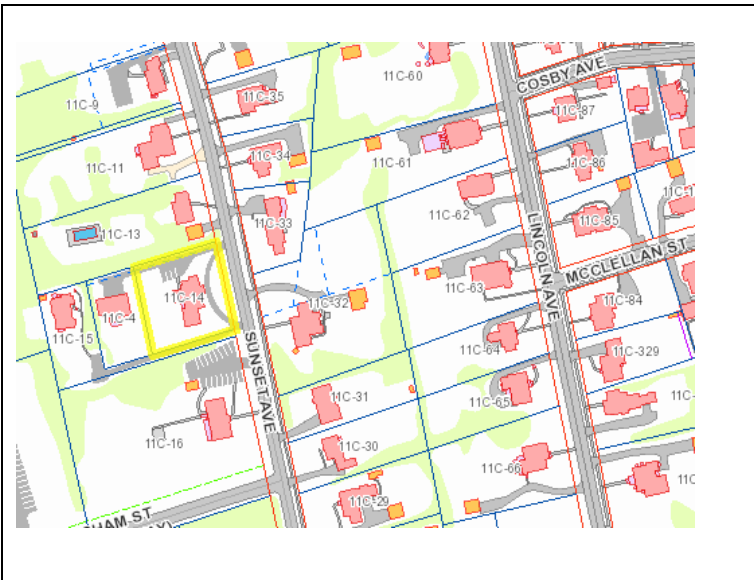 11C-60
COSBY AVE
11C-9
11C-35
11C-87
11C-11
11C-34
11C-61
11C-86
11C-13
11C-33
11C-62
11C-85
LINCOLN AVE
MCCLELLAN ST
11C-14
11C-32
11C-63
11C-4
11C-84
11C-15
SUNSET AVE
11C-64
11C-329
11C-31
11C-65
11C-16
11C-30
11C-66
11C-29
HAM ST